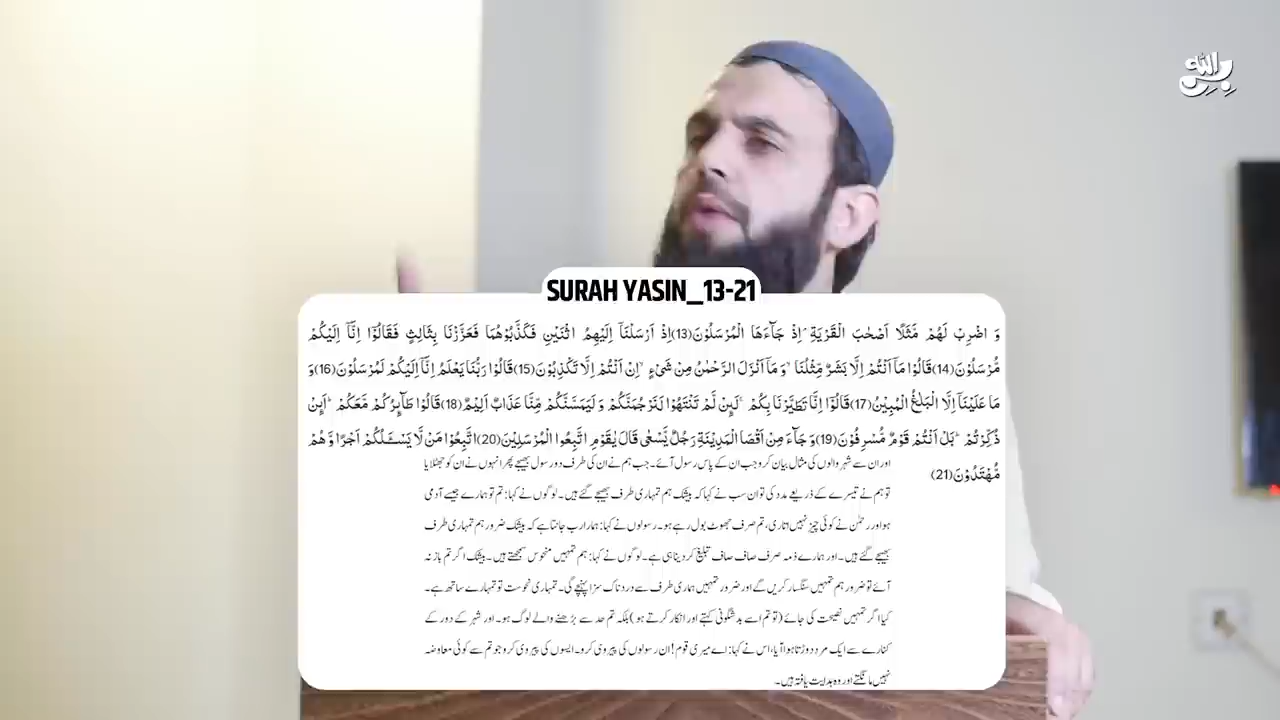 بسم الله
SURAH YASIN_13-21
وَ اضْرِبْ لَهُمْ مَّثَلًا اَصْحٰبَ الْقَرْیَةِ ۘ اِذْ جَآءَهَا الْمُرْسَلُوْنَ(13)اِذْ اَرْسَلْنَاۤ اِلَیْهِمُ اثْنَیْنِ فَكَذَّبُوْهُمَا فَعَزَّزْنَا بِثَالِثٍ فَقَالُوْۤا اِنَّاۤ اِلَیْكُمْ
مُّرْسَلُوْنَ(14)قَالُوْا مَاۤ اَنْتُمْ اِلَّا بَشَرٌ مِّثْلُنَا ۙ وَ مَاۤ اَنْزَلَ الرَّحْمٰنُ مِنْ شَیْءٍ ۙ اِنْ اَنْتُمْ اِلَّا تَكْذِبُوْنَ(15)قَالُوْا رَبُّنَا یَعْلَمُ اِنَّاۤ اِلَیْكُمْ لَمُرْسَلُوْنَ(16)وَ
مَا عَلَیْنَاۤ اِلَّا الْبَلٰغُ الْمُبِیْنُ(17)قَالُوْۤا اِنَّا تَطَیَّرْنَا بِكُمْ ۚ لَىٕنْ لَّمْ تَنْتَهُوْا لَنَرْجُمَنَّكُمْ وَ لَیَمَسَّنَّكُمْ مِّنَّا عَذَابٌ اَلِیْمٌ(18)قَالُوْا طَآىٕرُكُمْ مَّعَكُمْ ؕ اَىٕنْ
ذُكِّرْتُمْ ؕ بَلْ اَنْتُمْ قَوْمٌ مُّسْرِفُوْنَ(19)وَ جَآءَ مِنْ اَقْصَا الْمَدِیْنَةِ رَجُلٌ یَّسْعٰى قَالَ یٰقَوْمِ اتَّبِعُوا الْمُرْسَلِیْنَ(20)اتَّبِعُوْا مَنْ لَّا یَسْــٴَـلُكُمْ اَجْرًا وَّ هُمْ
مُّهْتَدُوْنَ(21)
اور ان سے شہر والوں کی مثال بیان کرو جب ان کے پاس رسول آئے۔ جب ہم نے ان کی طرف دو رسول بھیجے پھر انہوں نے ان کو جھٹلایا
تو ہم نے تیسرے کے ذریعے مدد کی تو ان سب نے کہا کہ بیشک ہم تمہاری طرف بھیجے گئے ہیں۔ لوگوں نے کہا: تم تو ہمارے جیسے آدمی
ہو اور رحمٰن نے کوئی چیز نہیں اتاری، تم صرف جھوٹ بول رہے ہو۔ رسولوں نے کہا: ہمارا رب جانتا ہے کہ بیشک ضرور ہم تمہاری طرف
بھیجے گئے ہیں۔ اور ہمارے ذمہ صرف صاف صاف تبلیغ کر دینا ہی ہے۔ لوگوں نے کہا: ہم تمہیں منحوس سمجھتے ہیں۔ بیشک اگر تم باز نہ
آئے تو ضرور ہم تمہیں سنگسار کریں گے اور ضرور تمہیں ہماری طرف سے دردناک سزا پہنچے گی۔ تمہاری نحوست تو تمہارے ساتھ ہے۔
کیا اگر تمہیں نصیحت کی جائے (تو تم اسے بدشگونی کہتے اور انکار کرتے ہو) بلکہ تم حد سے بڑھنے والے لوگ ہو۔ اور شہر کے دور کے
کنارے سے ایک مرد دوڑتا ہوا آیا، اس نے کہا: اے میری قوم! ان رسولوں کی پیروی کرو۔ ایسوں کی پیروی کرو جو تم سے کوئی معاوضہ
نہیں مانگتے اور وہ ہدایت یافتہ ہیں۔